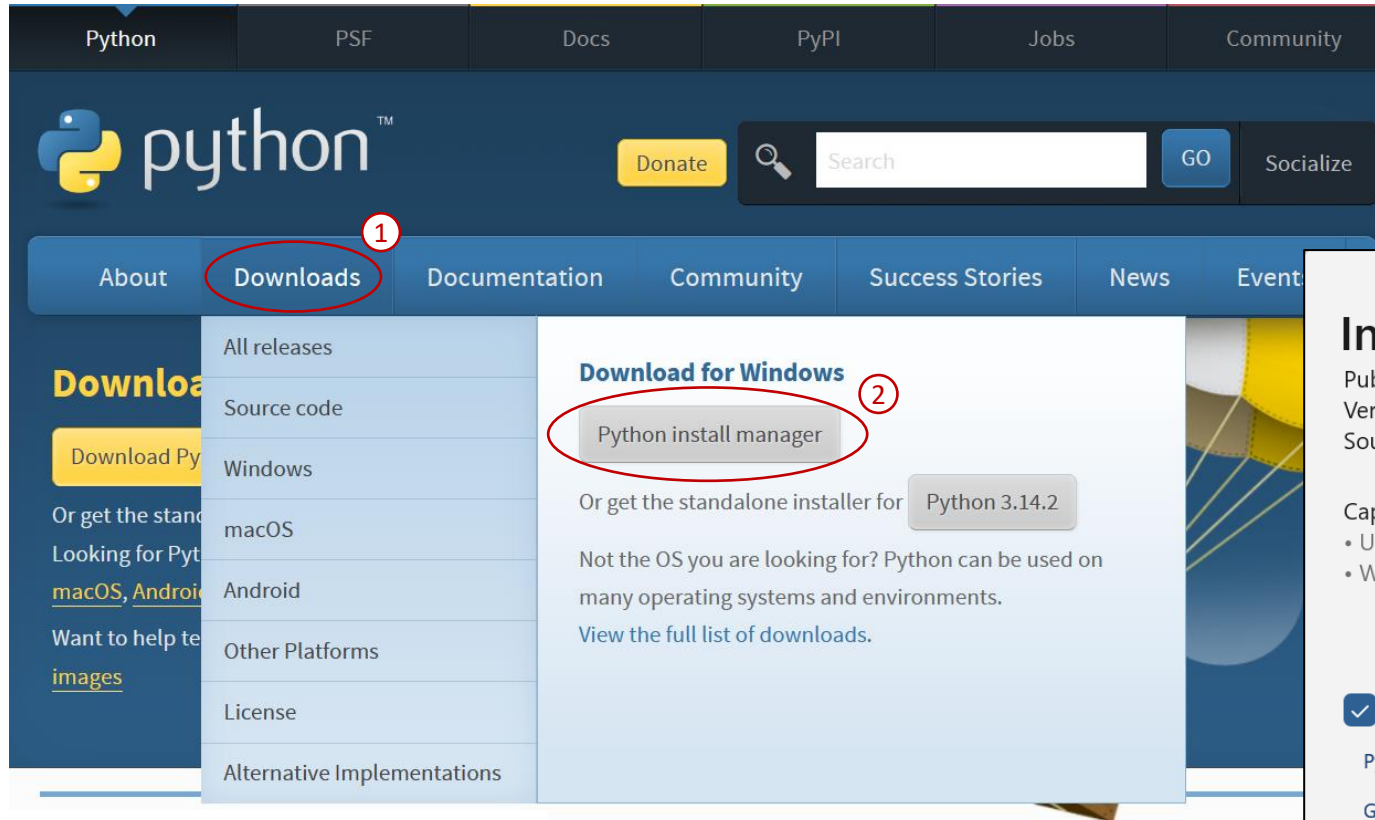 Python PSF Docs PyPI Jobs Community
python™
Donate Search GO Socialize
1
About Downloads Documentation Community Success Stories News
All releases
Source code
Windows
macOS
Android
Other Platforms
License
Alternative Implementations
Download for Windows
2
Python install manager
Or get the standalone installer for Python 3.14.2
Not the OS you are looking for? Python can be used on
many operating systems and environments.
View the full list of downloads.
Download Py
Or get the stand
Looking for Pyt
macOS, Androi
Want to help te
images